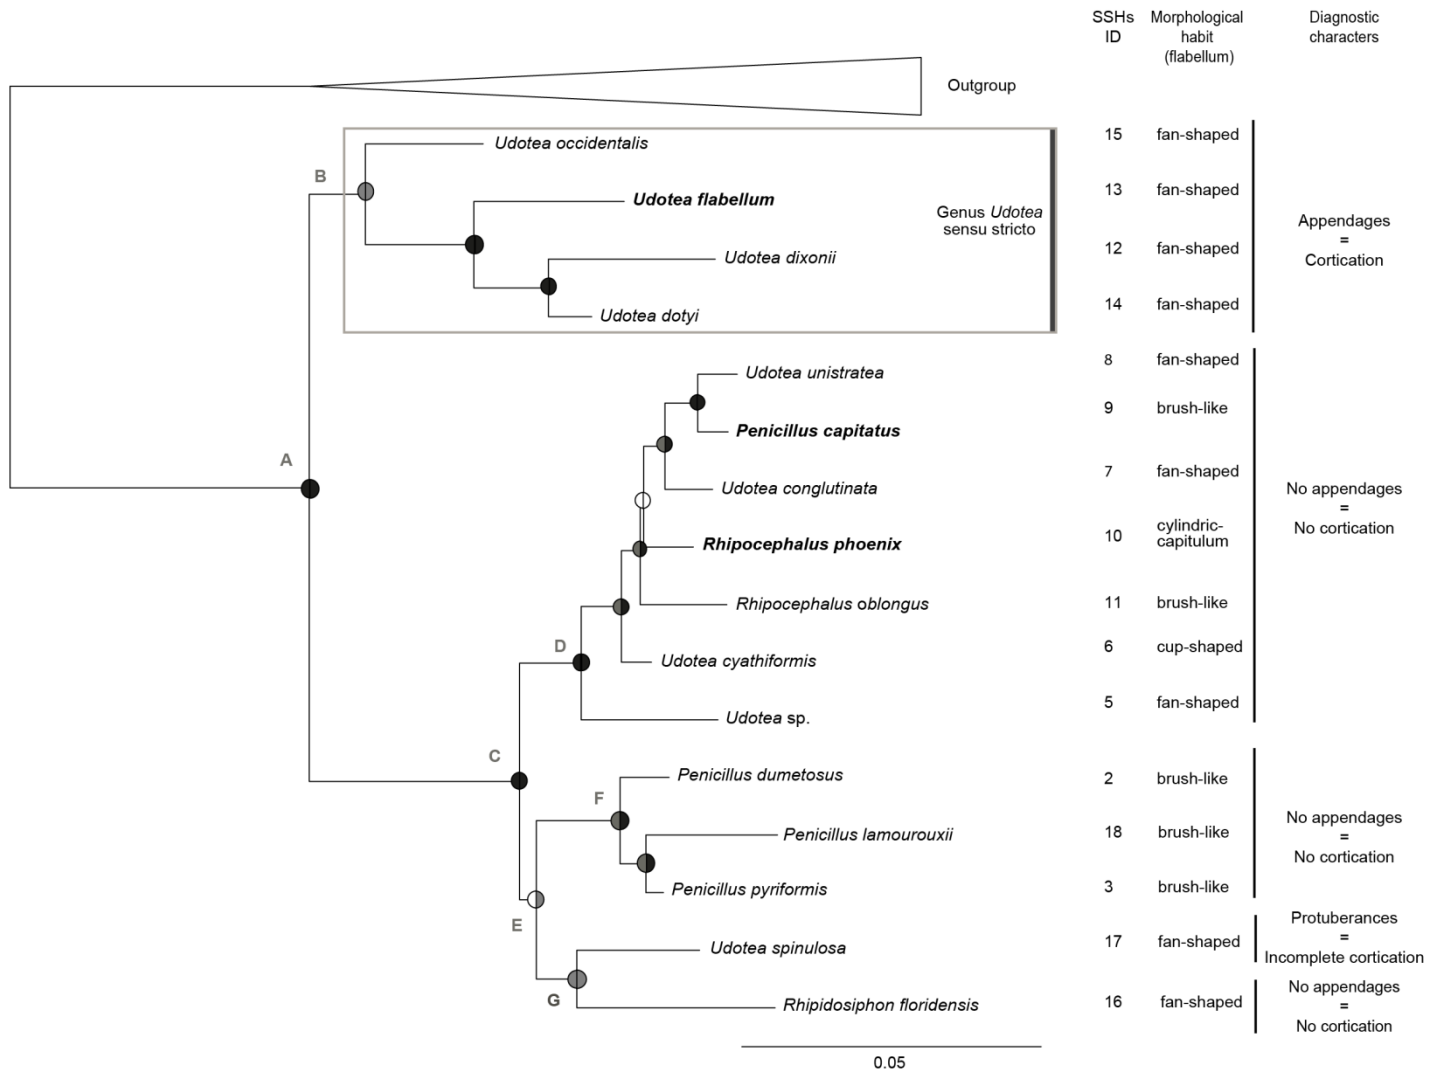 SSHs
ID
Morphological
habit
(flabellum)
Diagnostic
characters
Outgroup
B
Udotea occidentalis
15
fan-shaped
Udotea flabellum
13
fan-shaped
Genus Udotea
sensu stricto
Appendages
=
Cortication
Udotea dixonii
12
fan-shaped
Udotea dotyi
14
fan-shaped
Udotea unistratea
8
fan-shaped
Penicillus capitatus
9
brush-like
A
Udotea conglutinata
7
fan-shaped
No appendages
=
No cortication
Rhipocephalus phoenix
10
cylindric-
capitulum
Rhipocephalus oblongus
11
brush-like
D
Udotea cyathiformis
6
cup-shaped
Udotea sp.
5
fan-shaped
C
Penicillus dumetosus
2
brush-like
F
Penicillus lamourouxii
18
brush-like
No appendages
=
No cortication
Penicillus pyriformis
3
brush-like
E
Udotea spinulosa
17
fan-shaped
Protuberances
=
Incomplete cortication
G
Rhipidosiphon floridensis
16
fan-shaped
No appendages
=
No cortication
0.05